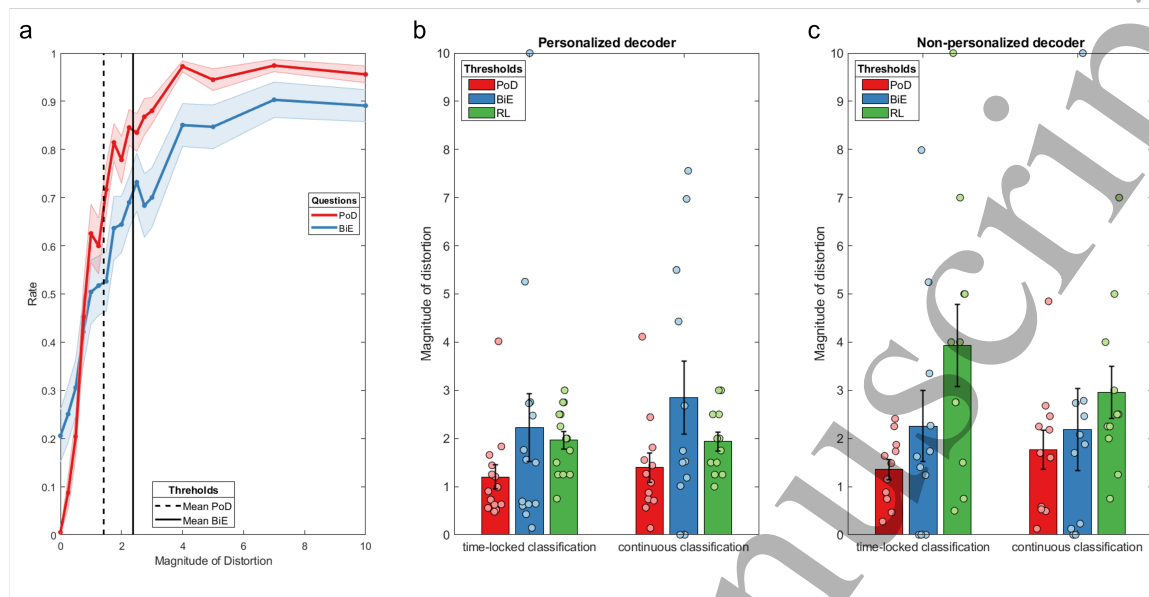 a
1
0.9
0.8
0.7
0.6
0.5
0.4
0.3
0.2
0.1
0
Rate
0 2 4 6 8 10
Magnitude of Distortion
Questions
PoD
BiE
Threholds
Mean PoD
Mean BiE
b
Personalized decoder
10
9
8
7
6
5
4
3
2
1
0
Magnitude of distortion
Thresholds
PoD
BiE
RL
time-locked classification continuous classification
c
Non-personalized decoder
10
9
8
7
6
5
4
3
2
1
0
Magnitude of distortion
Thresholds
PoD
BiE
RL
time-locked classification continuous classification
nuscrip